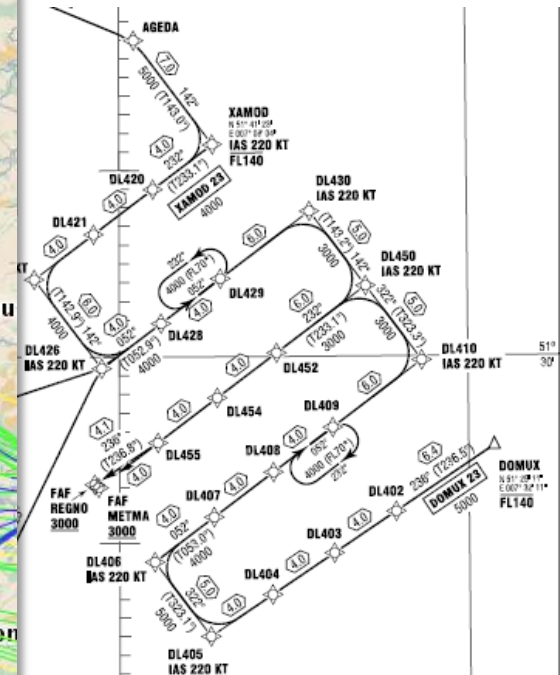 AGEDA
7.0
142°
5000 (T143.0°)
XAMOD
IAS 220 KT
FL140
4.0
232°
(T233.1°)
XAMOD 23
4000
DL420
4.0
DL421
4.0
KT
DL430
IAS 220 KT
(T143.2°) 142°
5.0
3000
6.0
232°
4000 (FL70*)
052°
DL429
4.0
DL450
IAS 220 KT
322° (T323.3°)
5.0
3000
6.0
232°
(T233.1°)
3000
6.0
(T142.9°) 142°
4000
4.0
052°
(T052.9°)
4000
DL428
DL426
IAS 220 KT
DL452
4.0
DL410
IAS 220 KT
51°
30'
DL454
4.0
6.0
DL409
4.1
236°
(T236.8°)
4.0
DL455
DL408
4.0
052°
4000 (FL70*)
232°
FAF
REGNO
3000
FAF
METMA
3000
DL407
4.0
6.4
236° (T236.5°)
DOMUX 23
5000
DOMUX
FL140
DL402
4.0
052°
(T053.0°)
4000
DL406
IAS 220 KT
DL403
4.0
5.0
322°
(T323.1°)
5000
DL404
4.0
DL405
IAS 220 KT